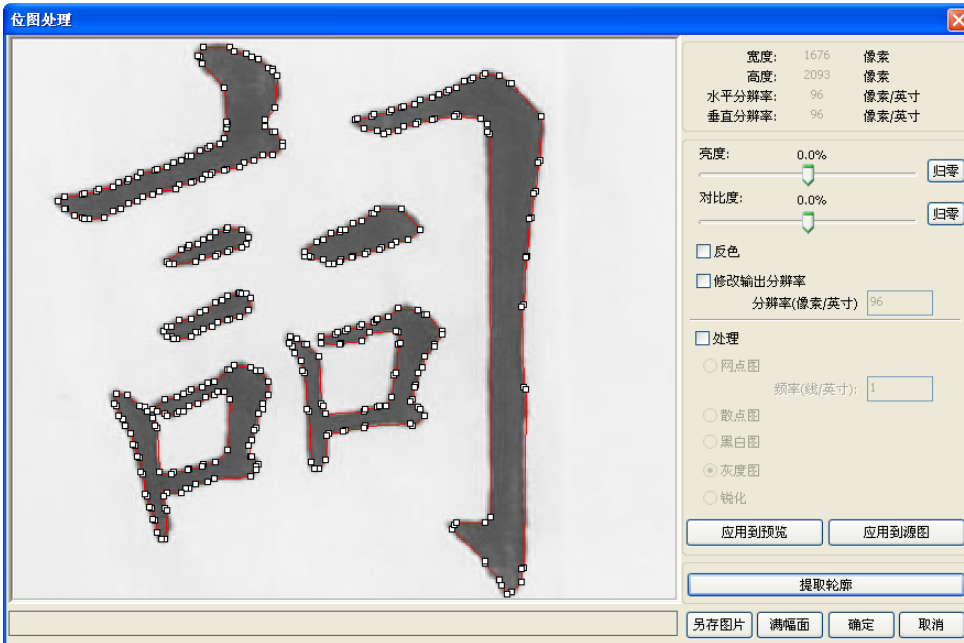 位图处理
詞
宽度: 1676 像素
高度: 2093 像素
水平分辨率: 96 像素/英寸
垂直分辨率: 96 像素/英寸
亮度: 0.0% 归零
对比度: 0.0% 归零
反色
修改输出分辨率
分辨率(像素/英寸) 96
处理
网点图
频率(线/英寸): 1
散点图
黑白图
灰度图
锐化
应用到预览 应用到源图
提取轮廓
另存图片 满幅面 确定 取消